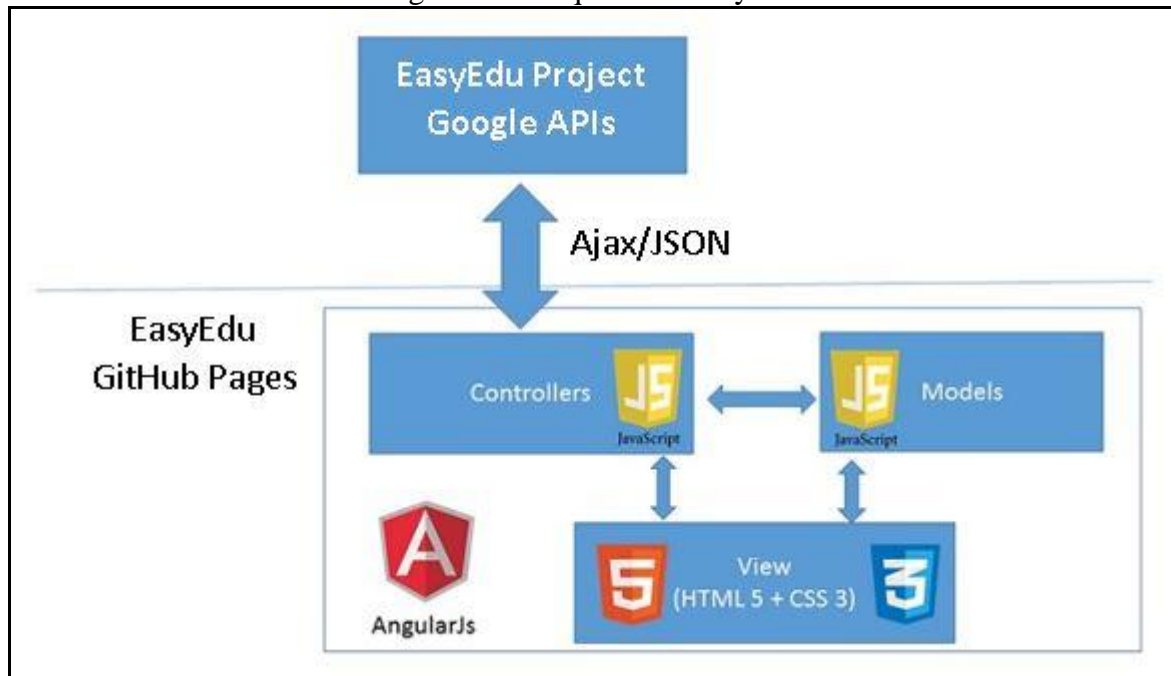 EasyEdu Project
Google APIs
Ajax/JSON
EasyEdu
GitHub Pages
Controllers
JS
JavaScript
JS
JavaScript
Models
A
AngularJs
5
View
(HTML 5 + CSS 3)
3